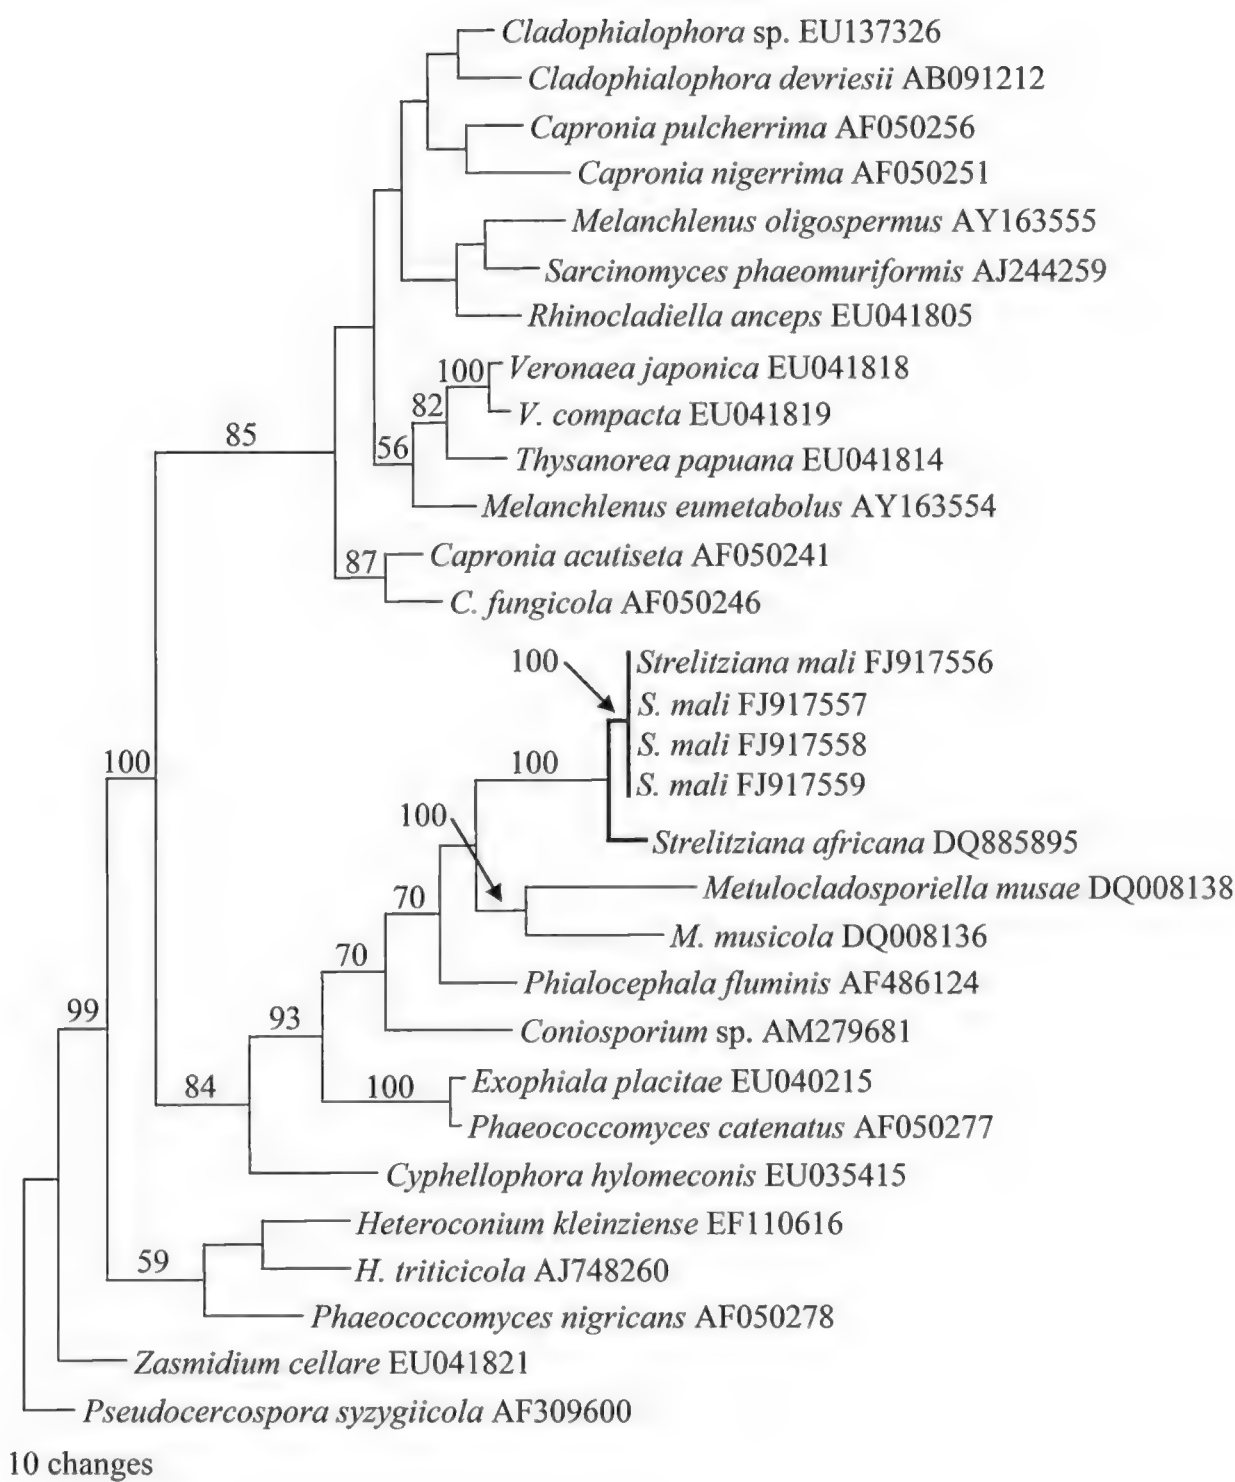 Cladophialophora sp. EU137326
Cladophialophora devriesii AB091212
Capronia pulcherrima AF050256
Capronia nigerrima AF050251
Melanchlenus oligospermus AY163555
Sarcinomyces phaeomuriformis AJ244259
Rhinocladiella anceps EU041805
100 Veronaea japonica EU041818
82 V. compacta EU041819
85
56 Thysanorea papuana EU041814
Melanchlenus eumetabolus AY163554
87 Capronia acutiseta AF050241
C. fungicola AF050246
100 Strelitziana mali FJ917556
S. mali FJ917557
S. mali FJ917558
100 100
S. mali FJ917559
100
Strelitziana africana DQ885895
Metulocladosporiella musae DQ008138
70
M. musicola DQ008136
70
Phialocephala fluminis AF486124
99 93
Coniosporium sp. AM279681
84 100 Exophiala placitae EU040215
Phaeococcomyces catenatus AF050277
Cyphellophora hylomeconis EU035415
Heteroconium kleinziense EF110616
59
H. triticicola AJ748260
Phaeococcomyces nigricans AF050278
Zasmidium cellare EU041821
Pseudocercospora syzygiicola AF309600
10 changes